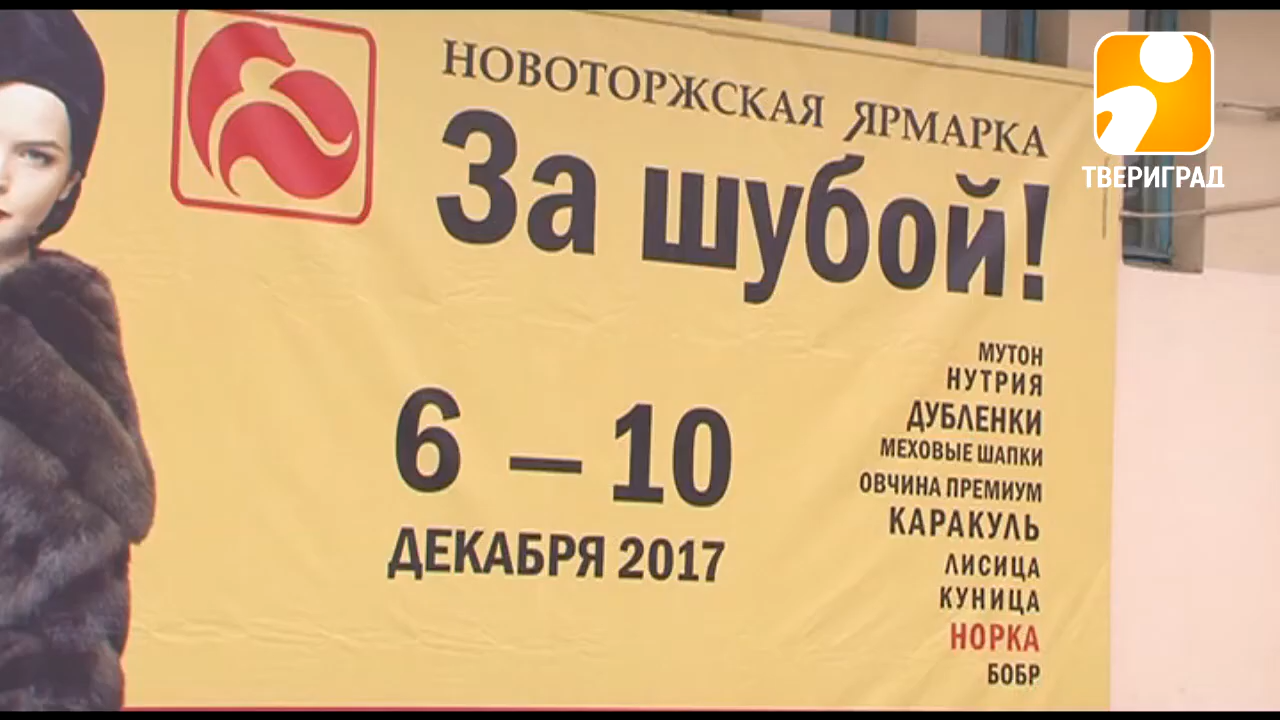 НОВОТОРЖСКАЯ ЯРМАРКА
За шубой!
ТВЕРИГРАД
6 – 10
ДЕКАБРЯ 2017
МУТОН
НУТРИЯ
ДУБЛЕНКИ
МЕХОВЫЕ ШАПКИ
ОВЧИНА ПРЕМИУМ
КАРАКУЛЬ
ЛИСИЦА
КУНИЦА
НОРКА
БОБР